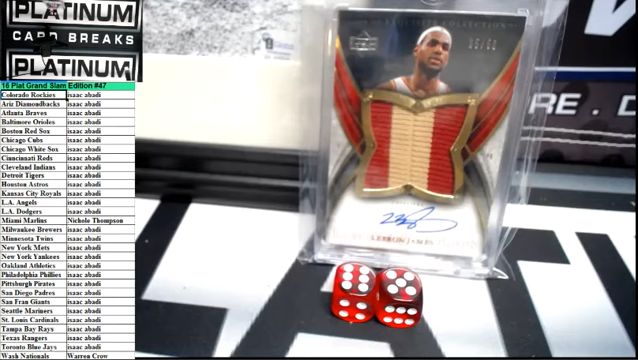 PLATINUM
CARD BREAKS
PLATINUM
16 Plat Grand Slam Edition #47
Colorado Rockies isaac abadi
Ariz Diamondbacks isaac abadi
Atlanta Braves isaac abadi
Baltimore Orioles isaac abadi
Boston Red Sox isaac abadi
Chicago Cubs isaac abadi
Chicago White Sox isaac abadi
Cincinnati Reds isaac abadi
Cleveland Indians isaac abadi
Detroit Tigers isaac abadi
Houston Astros isaac abadi
Kansas City Royals isaac abadi
L.A. Angels isaac abadi
L.A. Dodgers isaac abadi
Miami Marlins Nichole Thompson
Milwaukee Brewers isaac abadi
Minnesota Twins isaac abadi
New York Mets isaac abadi
New York Yankees isaac abadi
Oakland Athletics isaac abadi
Philadelphia Phillies isaac abadi
Pittsburgh Pirates isaac abadi
San Diego Padres isaac abadi
San Fran Giants isaac abadi
Seattle Mariners isaac abadi
St. Louis Cardinals isaac abadi
Tampa Bay Rays isaac abadi
Texas Rangers isaac abadi
Toronto Blue Jays isaac abadi
Wash Nationals Warren Crow
LEBRON JAMES
RE . D